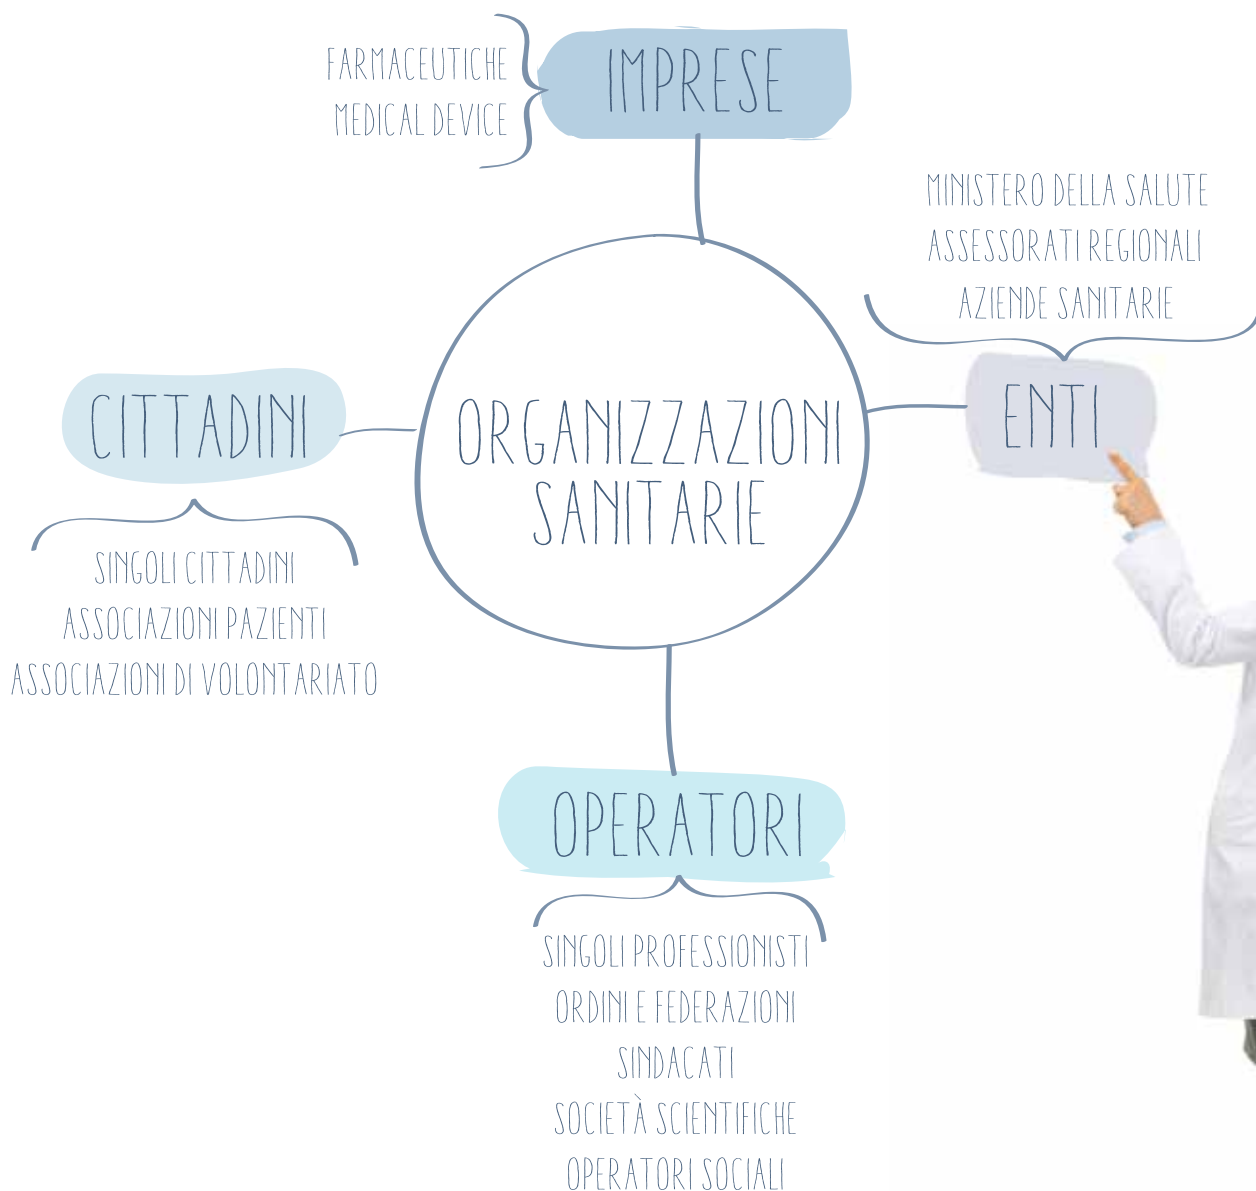 FARMACEUTICHE
MEDICAL DEVICE
IMPRESE
MINISTERO DELLA SALUTE
ASSESSORATI REGIONALI
AZIENDE SANITARIE
ENTI
CITTADINI
SINGOLI CITTADINI
ASSOCIAZIONI PAZIENTI
ASSOCIAZIONI DI VOLONTARIATO
ORGANIZZAZIONI
SANITARIE
OPERATORI
SINGOLI PROFESSIONISTI
ORDINI E FEDERAZIONI
SINDACATI
SOCIETÀ SCIENTIFICHE
OPERATORI SOCIALI